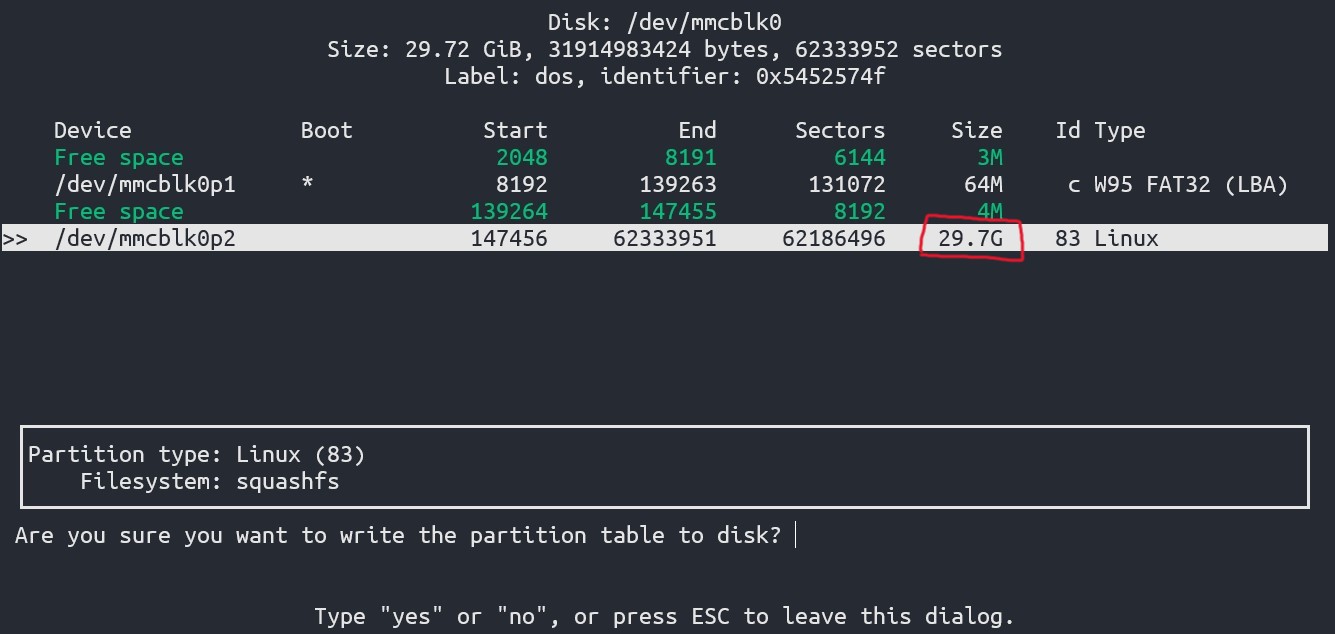 Disk: /dev/mmcblk0
Size: 29.72 GiB, 31914983424 bytes, 62333952 sectors
Label: dos, identifier: 0x5452574f
Device Boot Start End Sectors Size Id Type
Free space 2048 8191 6144 3M
/dev/mmcblk0p1 * 8192 139263 131072 64M c W95 FAT32 (LBA)
Free space 139264 147455 8192 4M
>> /dev/mmcblk0p2 147456 62333951 62186496 29.7G 83 Linux
Partition type: Linux (83)
Filesystem: squashfs
Are you sure you want to write the partition table to disk?
Type "yes" or "no", or press ESC to leave this dialog.